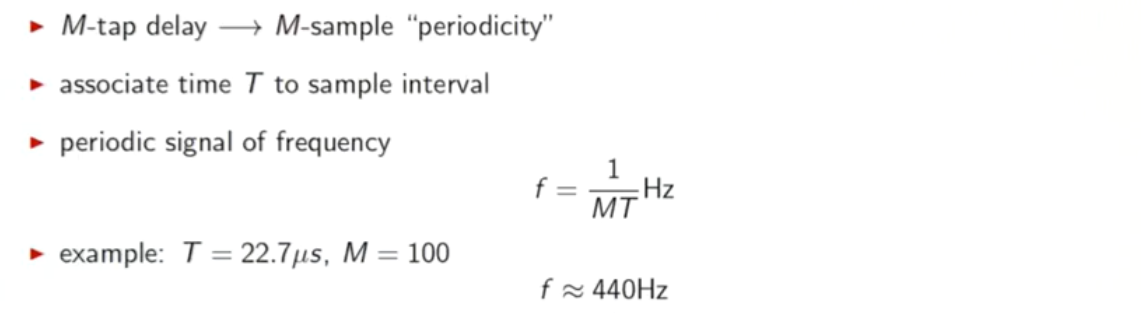 ► M-tap delay ⟶ M-sample “periodicity”
► associate time T to sample interval
► periodic signal of frequency
f = 1/MT Hz
► example: T = 22.7μs, M = 100
f ≈ 440Hz